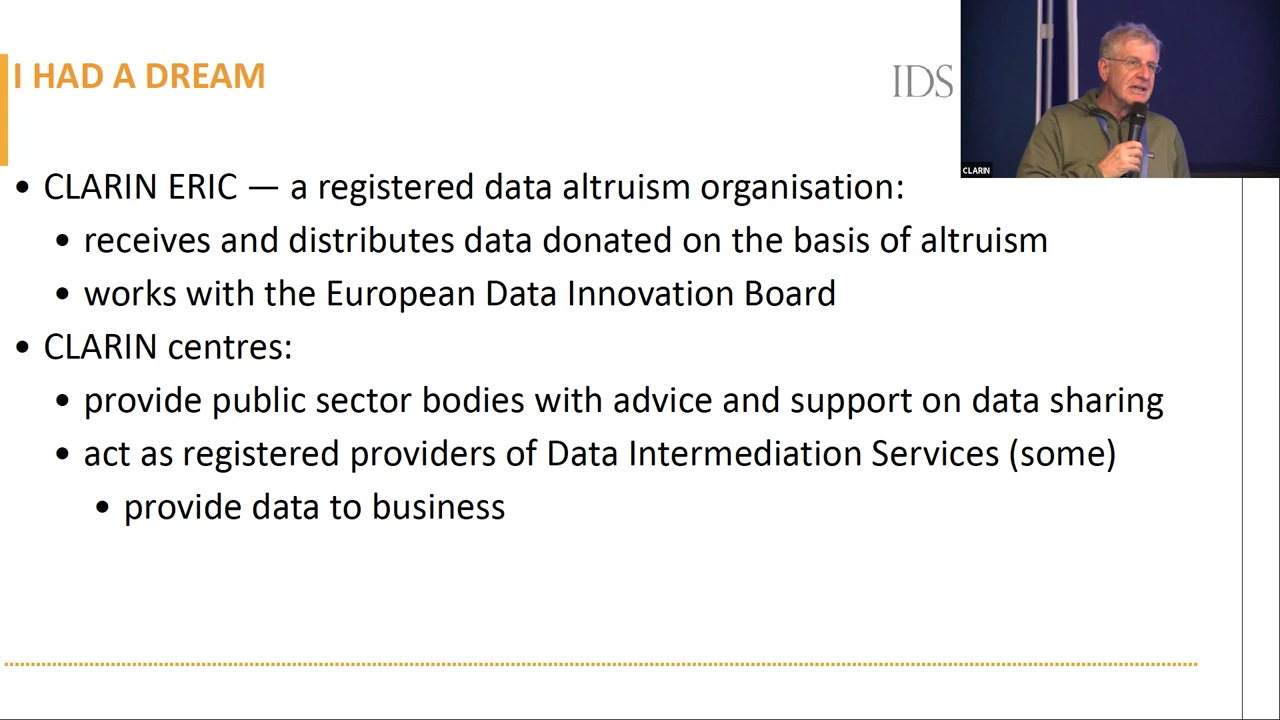 I HAD A DREAM
IDS
CLARIN
• CLARIN ERIC — a registered data altruism organisation:
• receives and distributes data donated on the basis of altruism
• works with the European Data Innovation Board
• CLARIN centres:
• provide public sector bodies with advice and support on data sharing
• act as registered providers of Data Intermediation Services (some)
• provide data to business